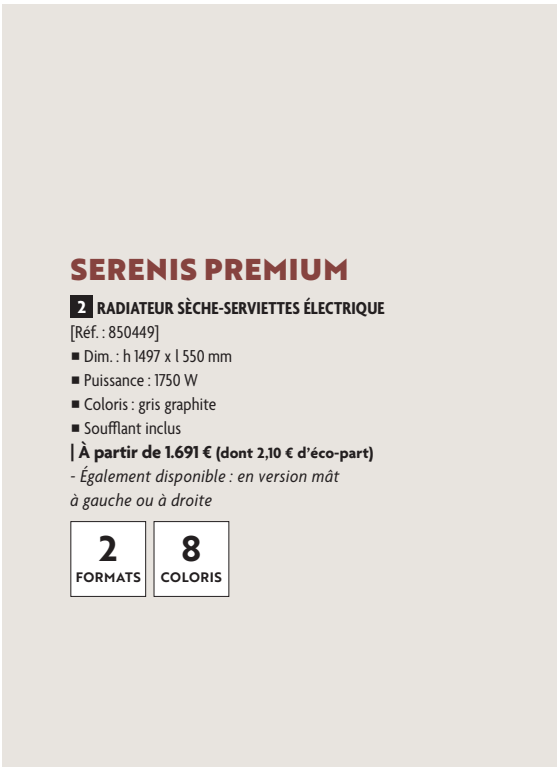 SERENIS PREMIUM
2 RADIATEUR SÈCHE-SERVIETTES ÉLECTRIQUE
[Réf. : 850449]
■ Dim. : h 1497 x l 550 mm
■ Puissance : 1750 W
■ Coloris : gris graphite
■ Soufflant inclus
| À partir de 1.691 € (dont 2,10 € d'éco-part)
- Également disponible : en version mât
à gauche ou à droite
2 8
FORMATS COLORIS